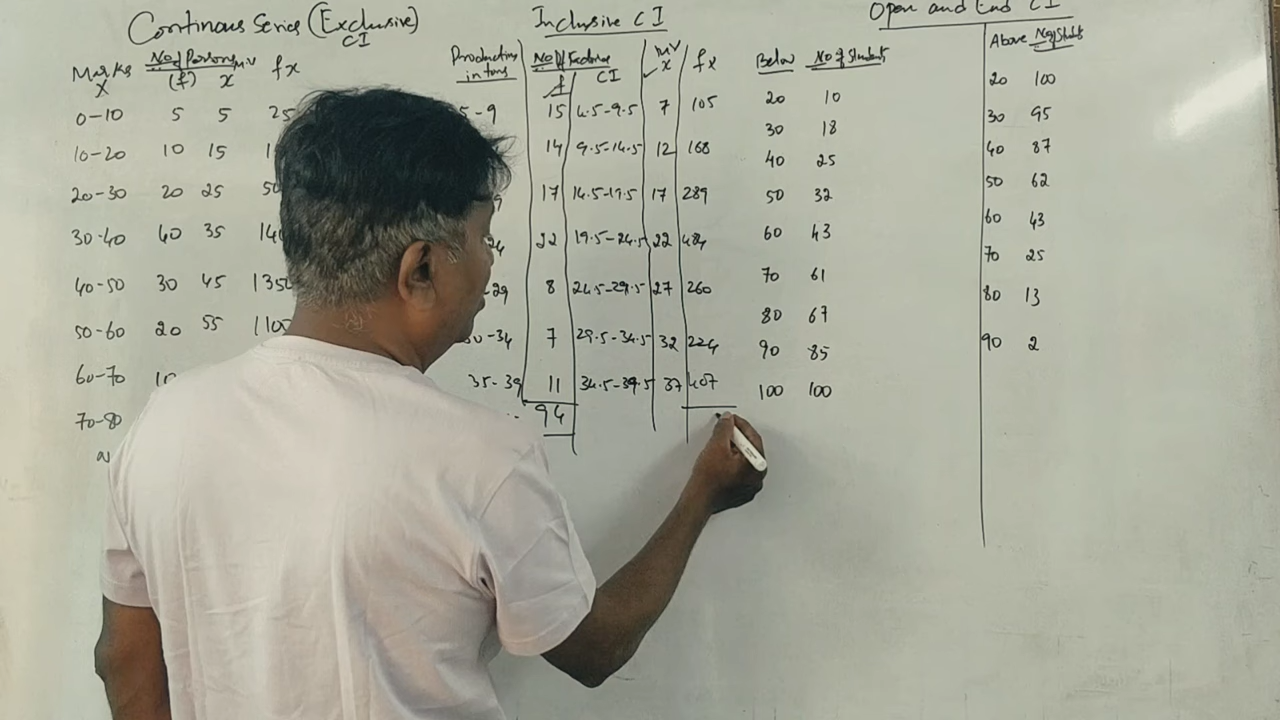 Continous Series (Exclusive)
CI
Marks No of Persons MV fx
X (f) x
0-10 5 5 25
10-20 10 15
20-30 20 25
30-40 40 35
40-50 30 45 1350
50-60 20 55 1100
60-70
70-80
Inclusive CI
Production No of Factories MV fx
in tons f CI x
5-9 15 4.5-9.5 7 105
14 9.5-14.5 12 168
17 14.5-19.5 17 289
22 19.5-24.5 22 484
8 24.5-29.5 27 260
30-34 7 29.5-34.5 32 224
35-39 11 34.5-39.5 37 407
94
Open and End CI
Below No of Students
20 10
30 18
40 25
50 32
60 43
70 61
80 67
90 85
100 100
Above No of Studts
20 100
30 95
40 87
50 62
60 43
70 25
80 13
90 2